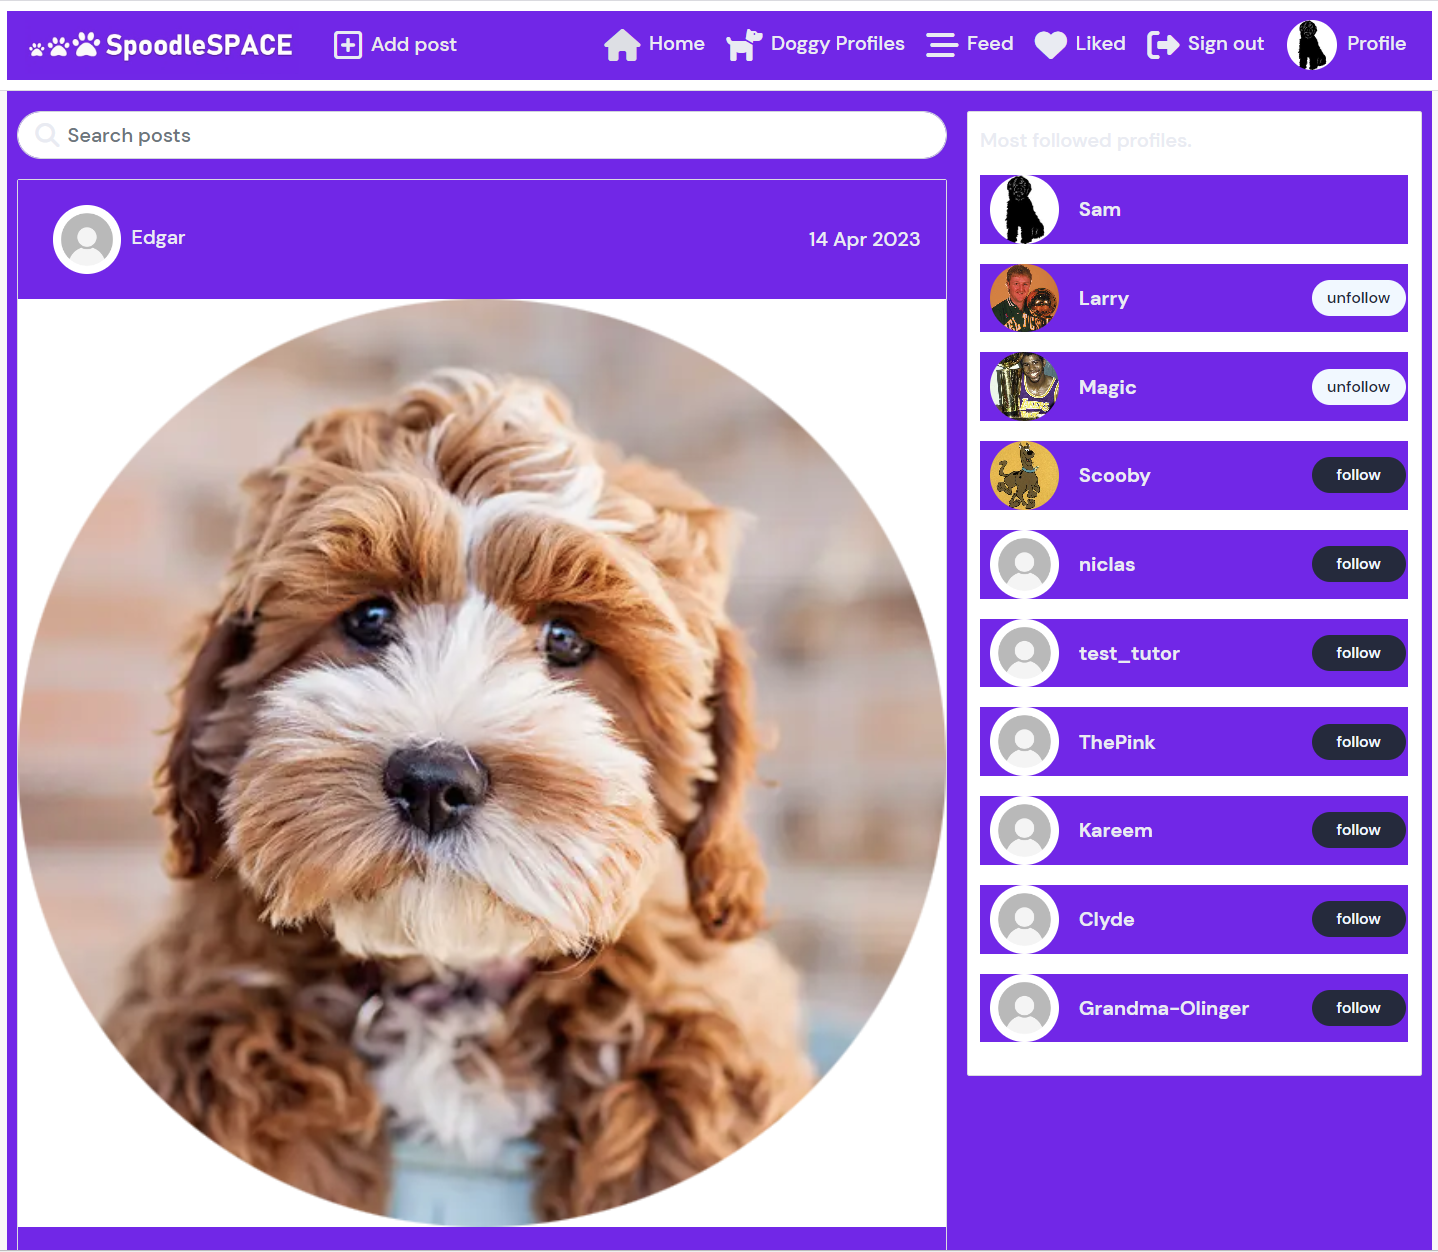 SpoodleSPACE
Add post
Home
Doggy Profiles
Feed
Liked
Sign out
Profile
Search posts
Edgar
14 Apr 2023
Most followed profiles.
Sam
Larry
unfollow
Magic
unfollow
Scooby
follow
niclas
follow
test_tutor
follow
ThePink
follow
Kareem
follow
Clyde
follow
Grandma-Olinger
follow